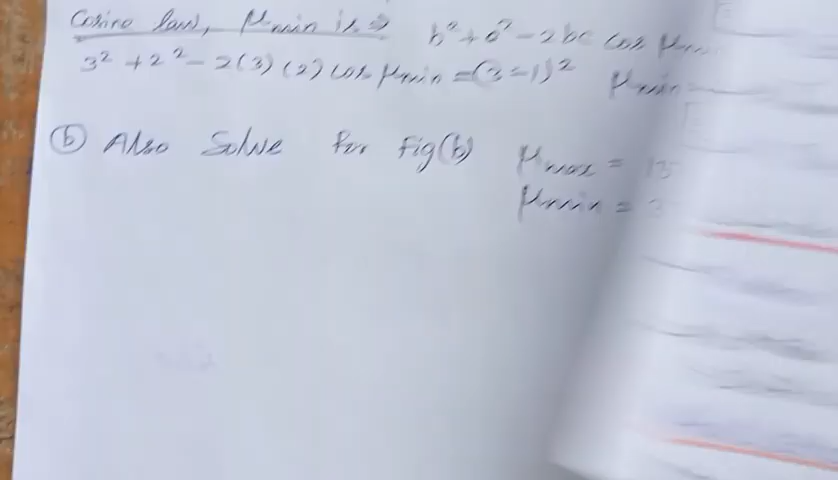 Cosine law, μmin is ⇒ b² + c² - 2bc cos μ
3² + 2² - 2(3)(2) cos μmin = (3-1)² μmin
ⓑ Also Solve for Fig(b) μmax =
μmin = 3